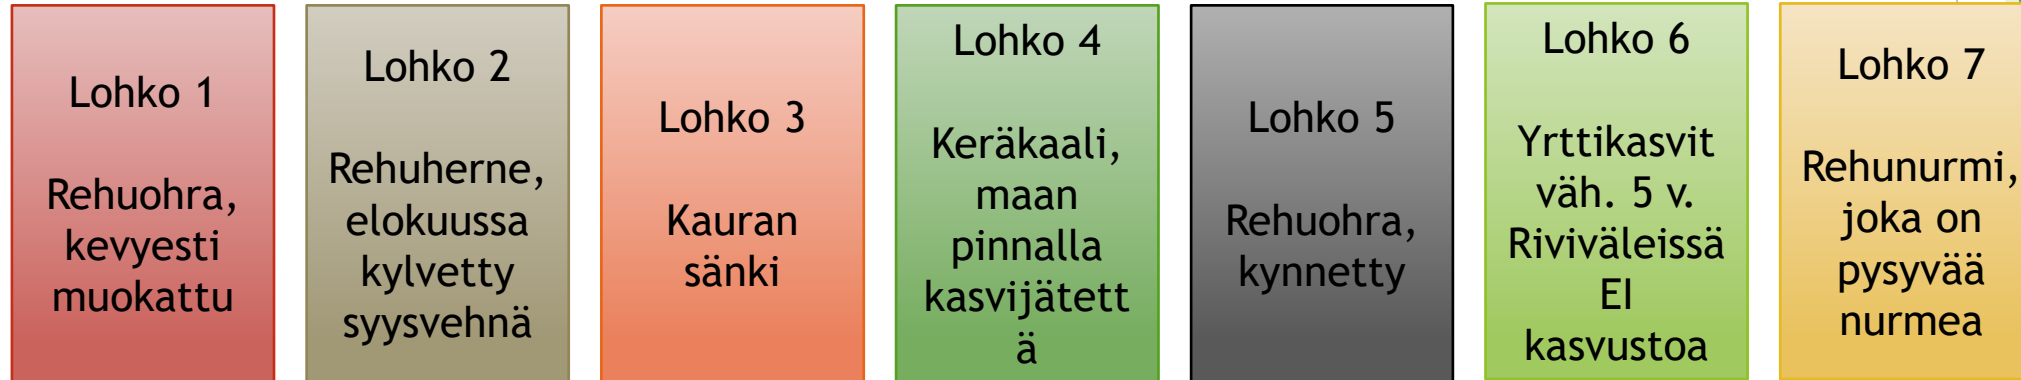 Lohko 1
Rehuohra,
kevyesti
muokattu
Lohko 2
Rehuherne,
elokuussa
kylvetty
syysvehnä
Lohko 3
Kauran
sänki
Lohko 4
Keräkaali,
maan
pinnalla
kasvijätett
ä
Lohko 5
Rehuohra,
kynnetty
Lohko 6
Yrttikasvit
väh. 5 v.
Riviväleissä
EI
kasvustoa
Lohko 7
Rehunurmi,
joka on
pysyvää
nurmea